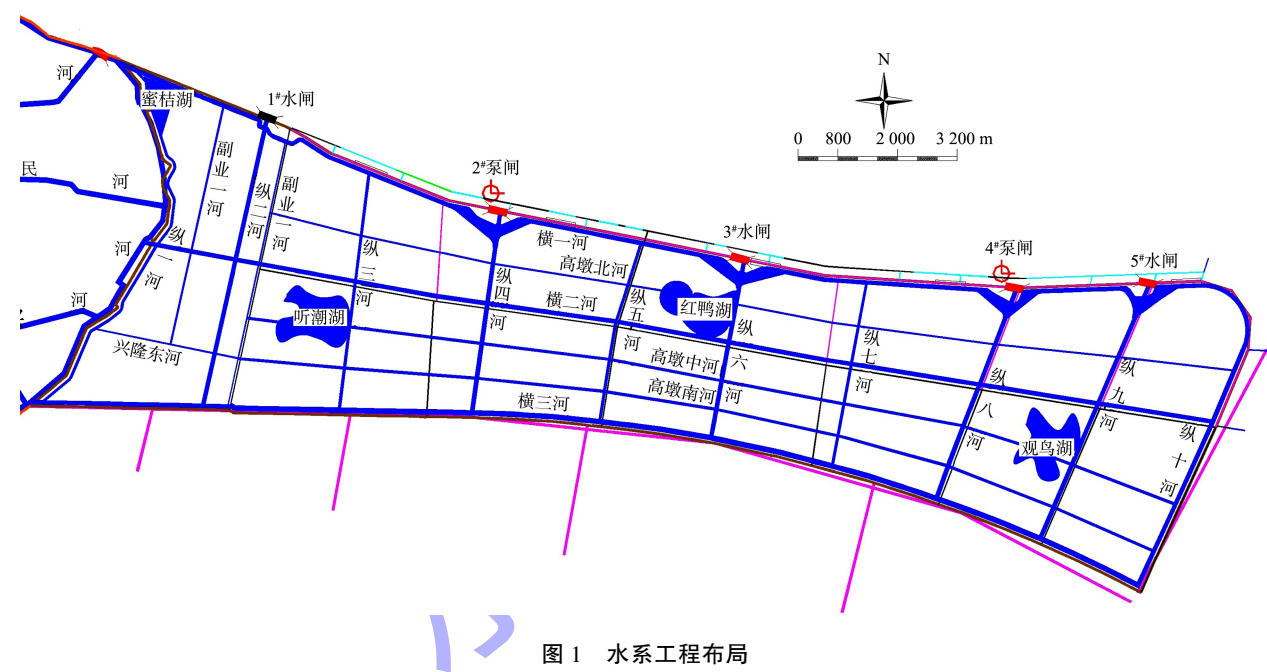 N
0 800 2 000 3 200 m
河
蜜桔湖
1#水闸
2#泵闸
3#水闸
4#泵闸
5#水闸
民 河
副业一河
纵二河
副业二河
河
纵一河
河
兴隆东河
听潮湖
纵三河
纵四河
横一河
高墩北河
横二河
纵五河
红鸭湖
纵六河
高墩中河
高墩南河
横三河
纵七河
纵八河
观鸟湖
纵九河
纵十河
图 1 水系工程布局